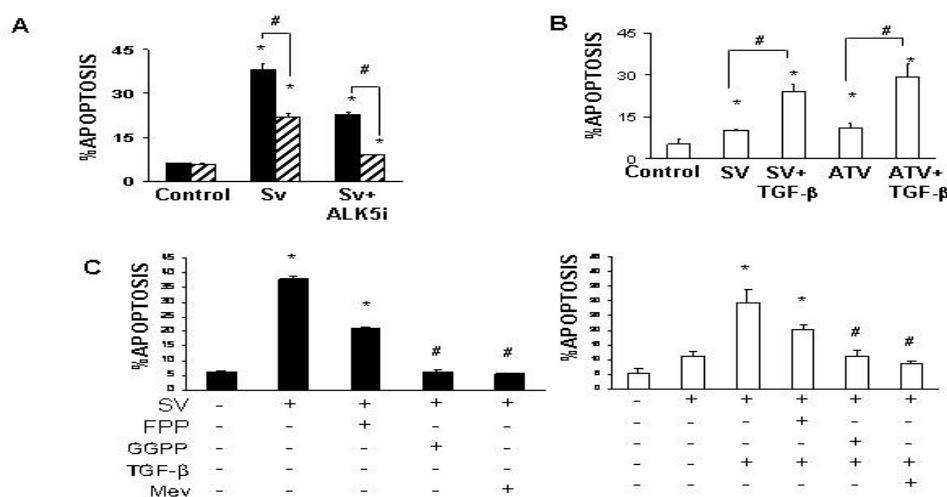 A
B
#
#
*
*
*
*
45
30
15
0
%APOPTOSIS
Control
Sv
Sv+
ALK5i
#
#
*
*
*
*
45
30
15
0
%APOPTOSIS
Control
SV
SV+
TGF-β
ATV
ATV+
TGF-β
C
%APOPTOSIS
*
*
#
#
SV - + + + +
FPP - - + - -
GGPP - - - + -
TGF-β - - - - -
Mev - - - - +
%APOPTOSIS
*
*
#
#
- + + + + +
- - - + - -
- - - - + -
- - + + + +
- - - - - +